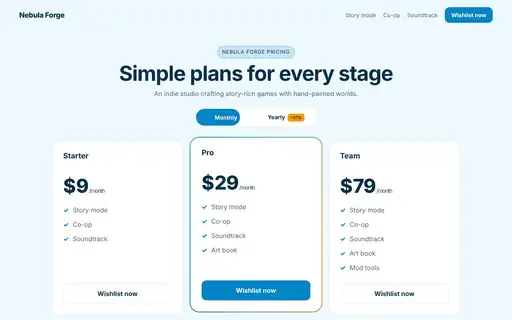 Nebula Forge
Story mode Co-op Soundtrack Wishlist now
NEBULA FORGE PRICING
Simple plans for every stage
An indie studio crafting story-rich games with hand-painted worlds.
Monthly Yearly -17%
Starter
$9 /month
Story mode
Co-op
Soundtrack
Wishlist now
Pro
$29 /month
Story mode
Co-op
Soundtrack
Art book
Wishlist now
Team
$79 /month
Story mode
Co-op
Soundtrack
Art book
Mod tools
Wishlist now